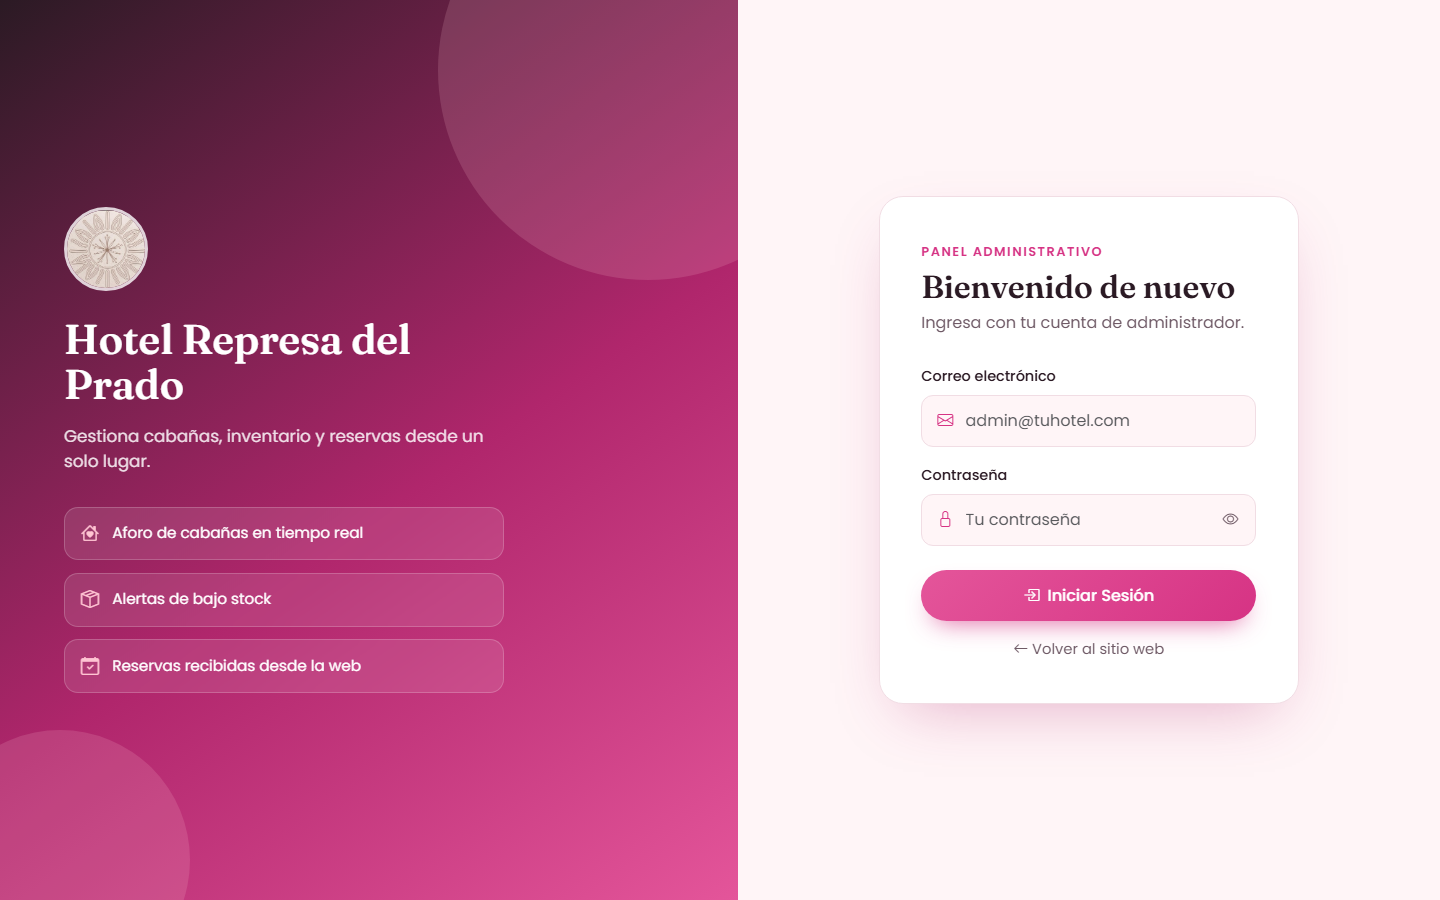 Hotel Represa del
Prado
Gestiona cabañas, inventario y reservas desde un
solo lugar.
Aforo de cabañas en tiempo real
Alertas de bajo stock
Reservas recibidas desde la web
PANEL ADMINISTRATIVO
Bienvenido de nuevo
Ingresa con tu cuenta de administrador.
Correo electrónico
admin@tuhotel.com
Contraseña
Tu contraseña
Iniciar Sesión
← Volver al sitio web